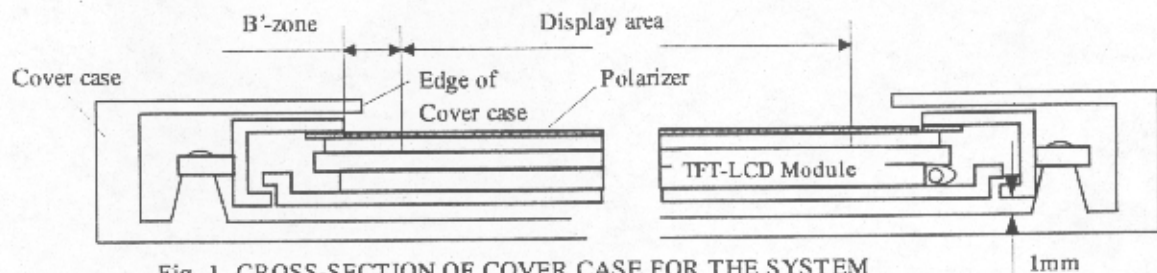 B'-zone
Display area
Cover case
Edge of
Cover case
Polarizer
TFT-LCD Module
1mm
Fig. 1 CROSS SECTION OF COVER CASE FOR THE SYSTEM